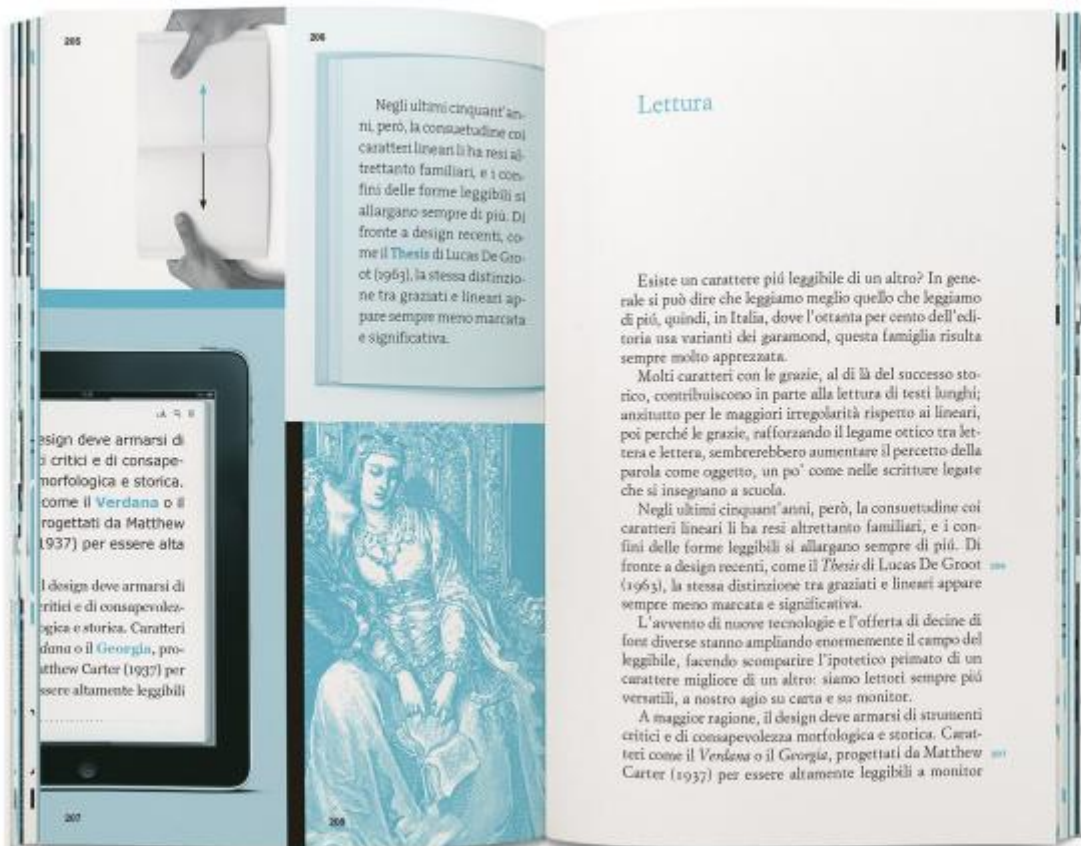 205
206
Negli ultimi cinquant'an-
ni, però, la consuetudine coi
caratteri lineari li ha resi al-
trettanto familiari, e i con-
fini delle forme leggibili si
allargano sempre di più. Di
fronte a design recenti, co-
me il Thesis di Lucas De Gro-
ot (1963), la stessa distinzio-
ne tra graziati e lineari ap-
pare sempre meno marcata
e significativa.
esign deve armarsi di
i critici e di consape-
morfologica e storica.
come il Verdana o il
rogettati da Matthew
1937) per essere alta
l design deve armarsi di
critici e di consapevolez-
ogica e storica. Caratteri
dana o il Georgia, pro-
atthew Carter (1937) per
ssere altamente leggibili
207
208
Lettura
Esiste un carattere piú leggibile di un altro? In gene-
rale si può dire che leggiamo meglio quello che leggiamo
di piú, quindi, in Italia, dove l'ottanta per cento dell'edi-
toria usa varianti dei garamond, questa famiglia risulta
sempre molto apprezzata.
Molti caratteri con le grazie, al di là del successo sto-
rico, contribuiscono in parte alla lettura di testi lunghi;
anzitutto per le maggiori irregolarità rispetto ai lineari,
poi perché le grazie, rafforzando il legame ottico tra let-
tera e lettera, sembrerebbero aumentare il percetto della
parola come oggetto, un po' come nelle scritture legate
che si insegnano a scuola.
Negli ultimi cinquant'anni, però, la consuetudine coi
caratteri lineari li ha resi altrettanto familiari, e i con-
fini delle forme leggibili si allargano sempre di piú. Di
fronte a design recenti, come il Thesis di Lucas De Groot
(1963), la stessa distinzione tra graziati e lineari appare
sempre meno marcata e significativa.
L'avvento di nuove tecnologie e l'offerta di decine di
font diverse stanno ampliando enormemente il campo del
leggibile, facendo scomparire l'ipotetico primato di un
carattere migliore di un altro: siamo lettori sempre piú
versatili, a nostro agio su carta e su monitor.
A maggior ragione, il design deve armarsi di strumenti
critici e di consapevolezza morfologica e storica. Carat-
teri come il Verdana o il Georgia, progettati da Matthew
Carter (1937) per essere altamente leggibili a monitor